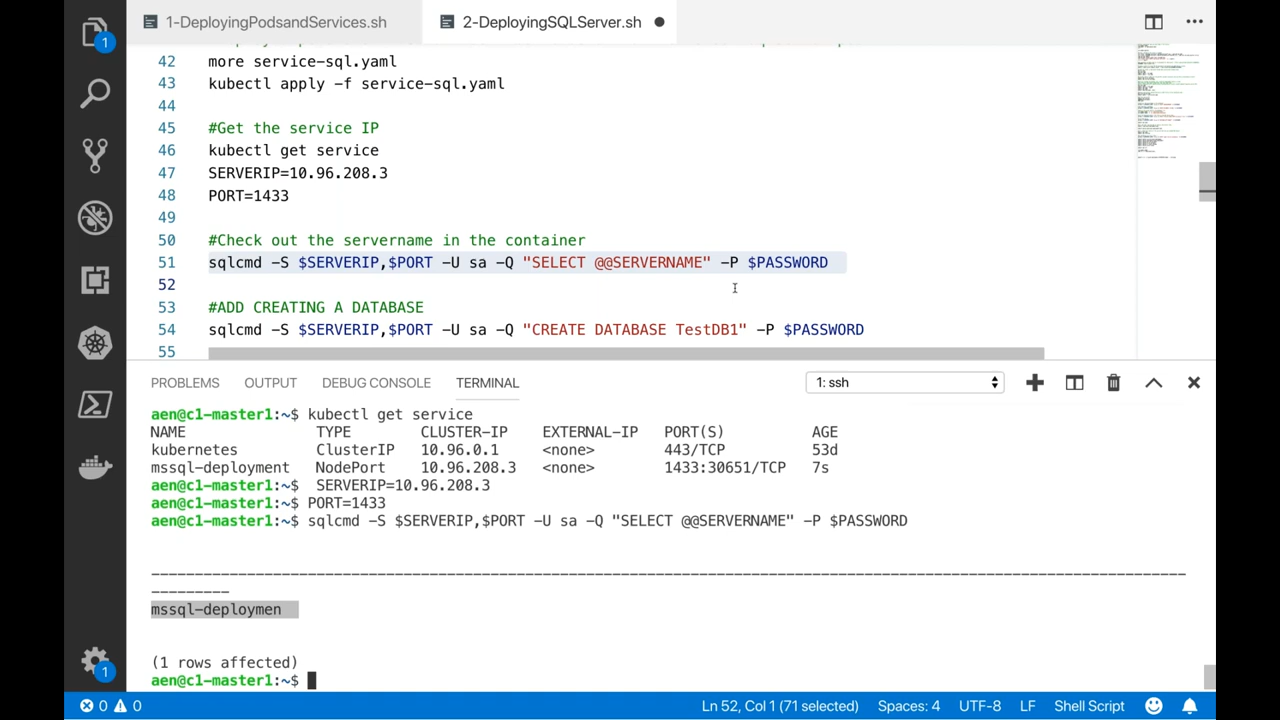 1-DeployingPodsandServices.sh
2-DeployingSQLServer.sh
1
42 more service-sql.yaml
43 kubectl apply -f service-sql.yaml
44
45 #Get the service IP
46 kubectl get service
47 SERVERIP=10.96.208.3
48 PORT=1433
49
50 #Check out the servername in the container
51 sqlcmd -S $SERVERIP,$PORT -U sa -Q "SELECT @@SERVERNAME" -P $PASSWORD
52
53 #ADD CREATING A DATABASE
54 sqlcmd -S $SERVERIP,$PORT -U sa -Q "CREATE DATABASE TestDB1" -P $PASSWORD
55
PROBLEMS OUTPUT DEBUG CONSOLE TERMINAL 1: ssh
aen@c1-master1:~$ kubectl get service
NAME TYPE CLUSTER-IP EXTERNAL-IP PORT(S) AGE
kubernetes ClusterIP 10.96.0.1 <none> 443/TCP 53d
mssql-deployment NodePort 10.96.208.3 <none> 1433:30651/TCP 7s
aen@c1-master1:~$ SERVERIP=10.96.208.3
aen@c1-master1:~$ PORT=1433
aen@c1-master1:~$ sqlcmd -S $SERVERIP,$PORT -U sa -Q "SELECT @@SERVERNAME" -P $PASSWORD
mssql-deploymen
(1 rows affected)
aen@c1-master1:~$
1
0 0 Ln 52, Col 1 (71 selected) Spaces: 4 UTF-8 LF Shell Script